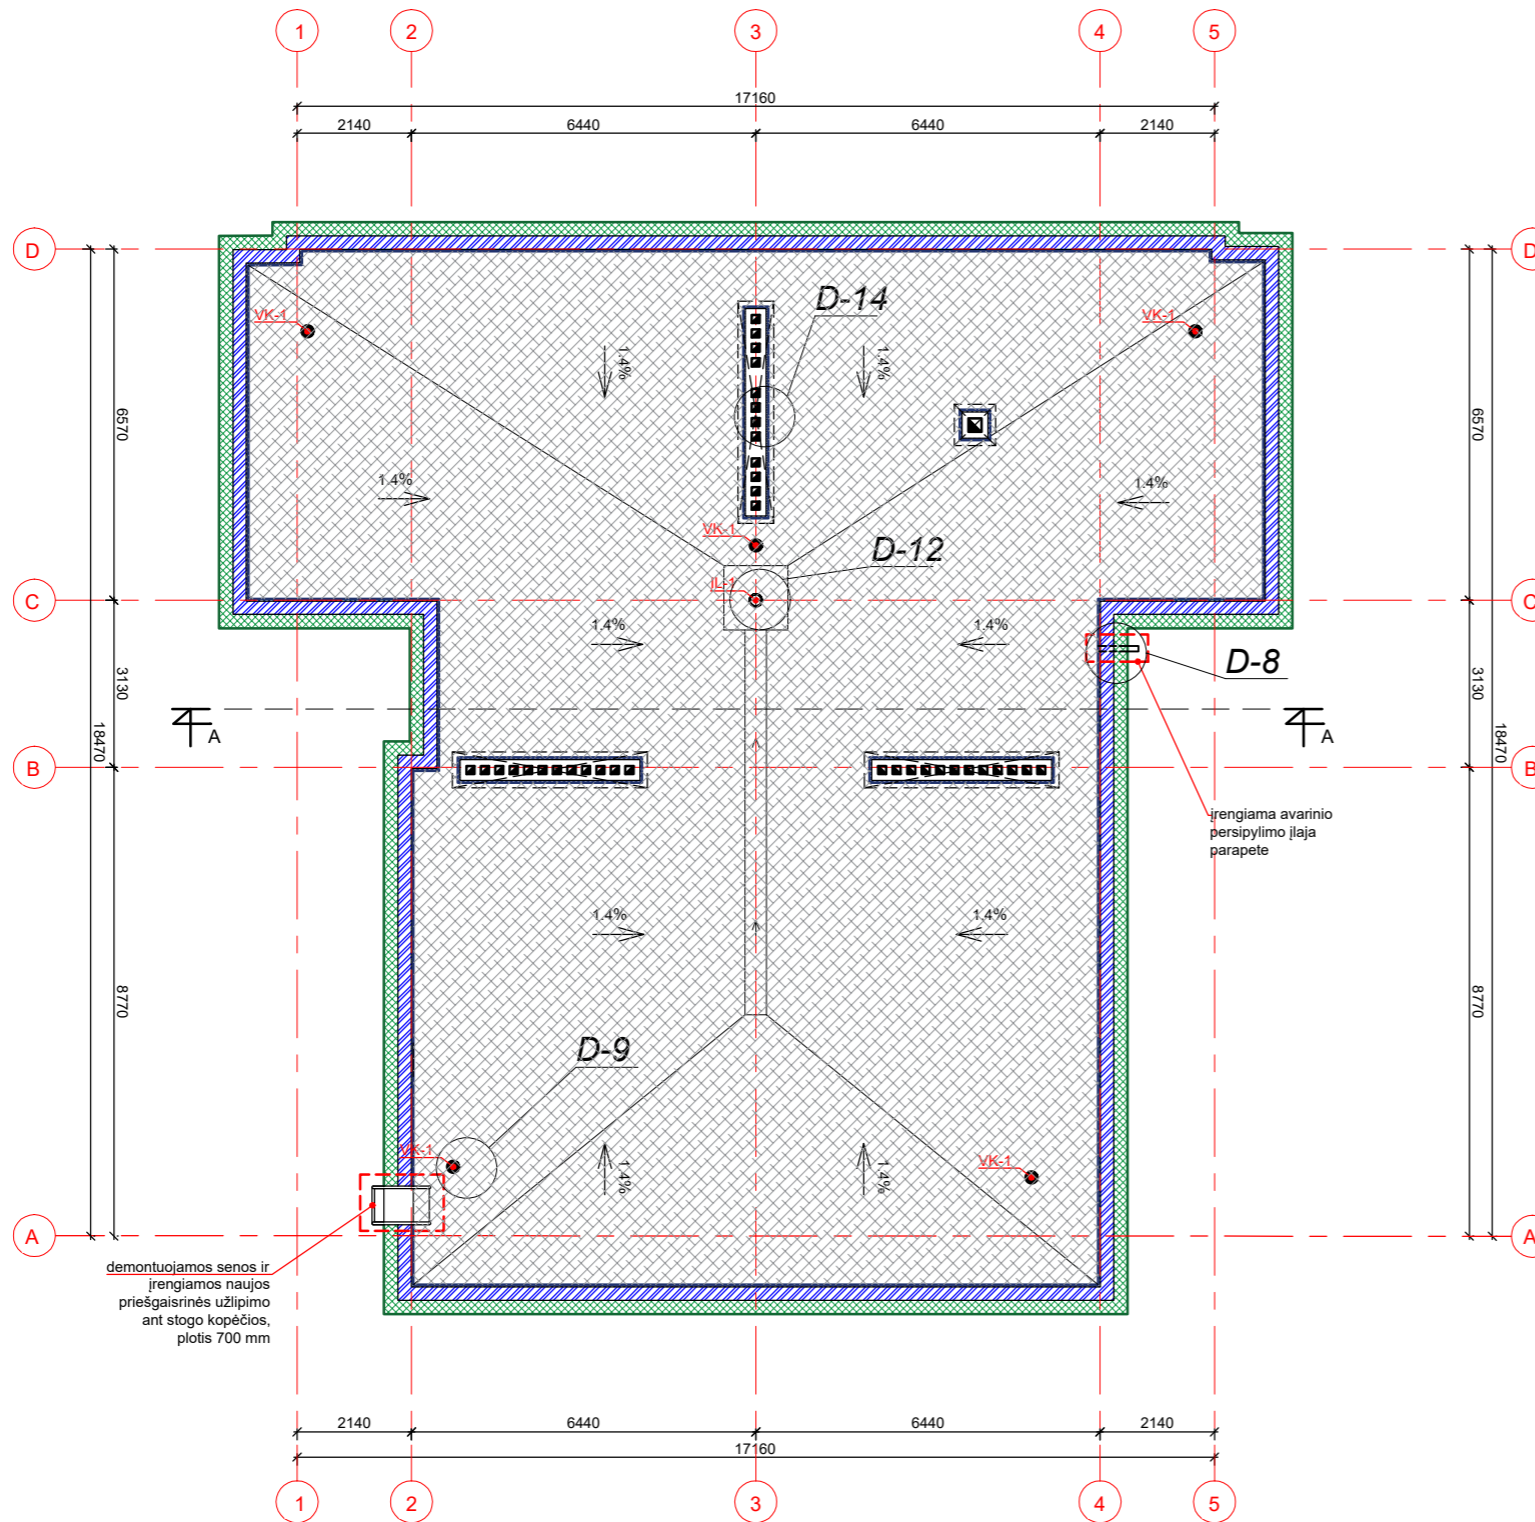 1
2
3
4
5
17160
2140
6440
6440
2140
D
D
D-14
VK-1
VK-1
1.4%
1.4%
6570
6570
1.4%
1.4%
VK-1
D-12
IL-1
C
C
1.4%
1.4%
D-8
3130
3130
18470
18470
A
A
B
B
įrengiama avarinio
persipylimo įlaja
parapete
1.4%
1.4%
8770
8770
D-9
VK-1
VK-1
1.4%
1.4%
A
A
demontuojamos senos ir
įrengiamos naujos
priešgaisrinės užlipimo
ant stogo kopėčios,
plotis 700 mm
2140
6440
6440
2140
17160
1
2
3
4
5